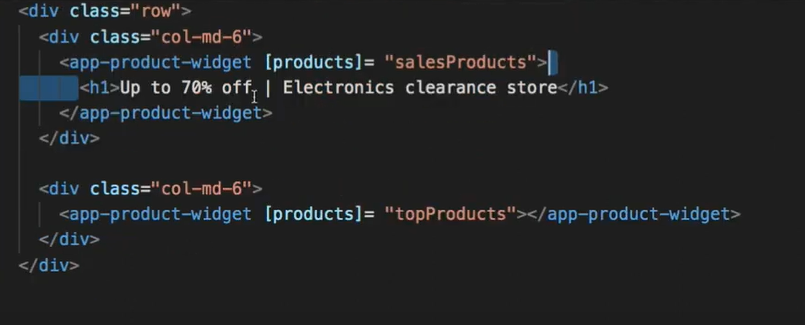 <div class="row">
<div class="col-md-6">
<app-product-widget [products]= "salesProducts">
<h1>Up to 70% off | Electronics clearance store</h1>
</app-product-widget>
</div>
<div class="col-md-6">
<app-product-widget [products]= "topProducts"></app-product-widget>
</div>
</div>